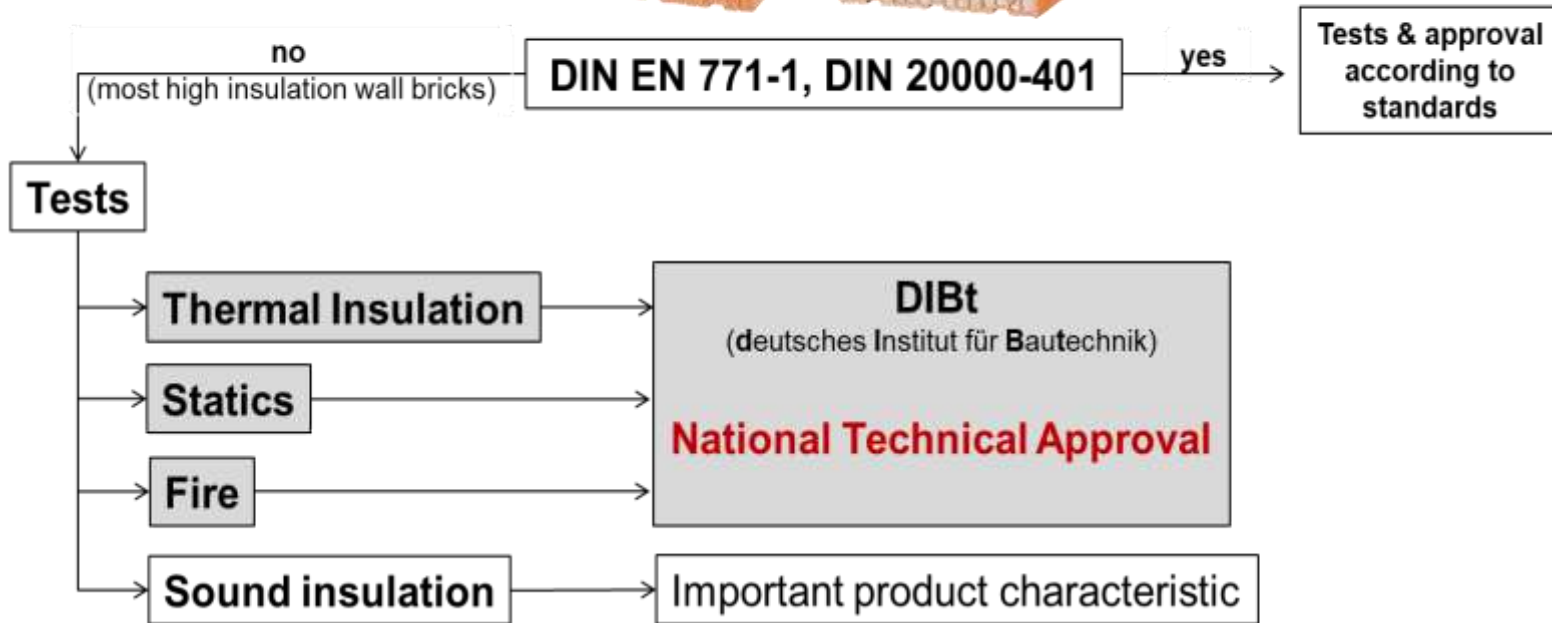 no
(most high insulation wall bricks)
DIN EN 771-1, DIN 20000-401
yes
Tests & approval
according to
standards
Tests
Thermal Insulation
DIBt
(deutsches Institut für Bautechnik)
Statics
National Technical Approval
Fire
Sound insulation
Important product characteristic